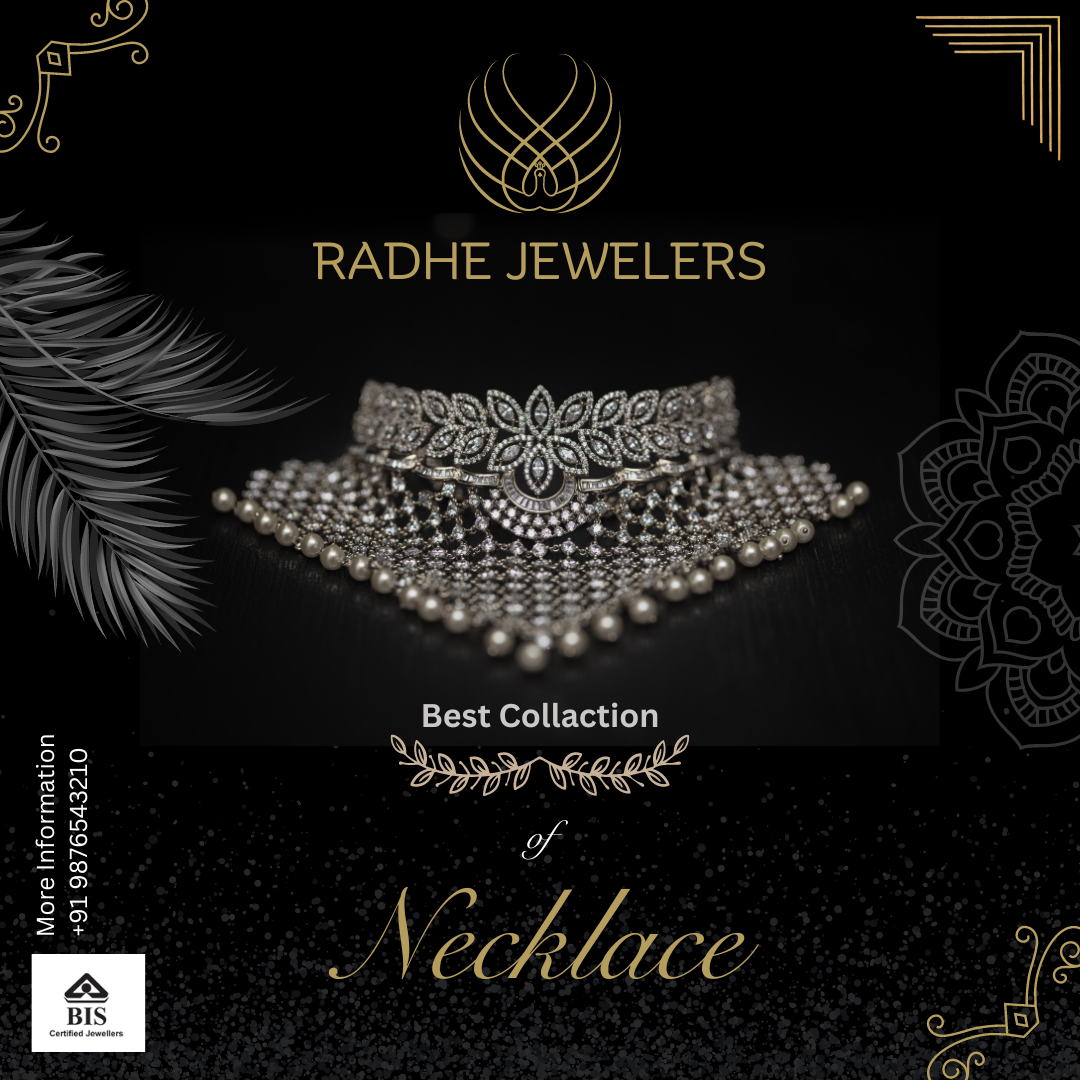 RADHE JEWELERS
Best Collaction
of
Necklace
More Information
+91 9876543210
BIS
Certified Jewellers